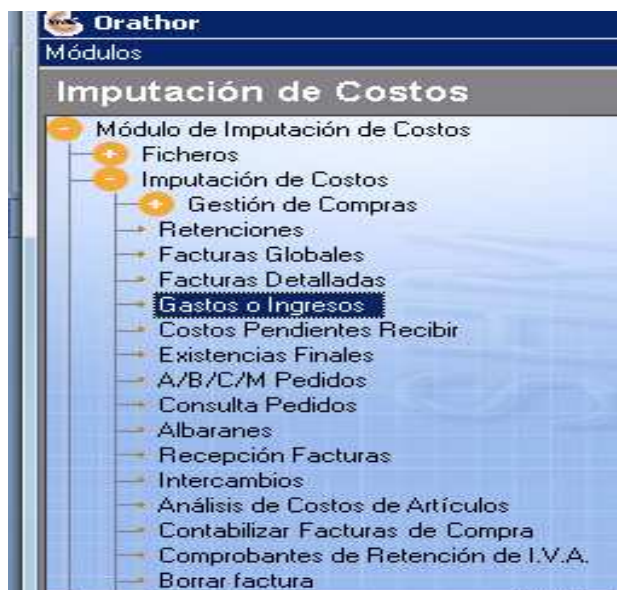 Orathor
Módulos
Imputación de Costos
Módulo de Imputación de Costos
Ficheros
Imputación de Costos
Gestión de Compras
Retenciones
Facturas Globales
Facturas Detalladas
Gastos o Ingresos
Costos Pendientes Recibir
Existencias Finales
A/B/C/M Pedidos
Consulta Pedidos
Albaranes
Recepción Facturas
Intercambios
Análisis de Costos de Artículos
Contabilizar Facturas de Compra
Comprobantes de Retención de I.V.A.
Borrar factura